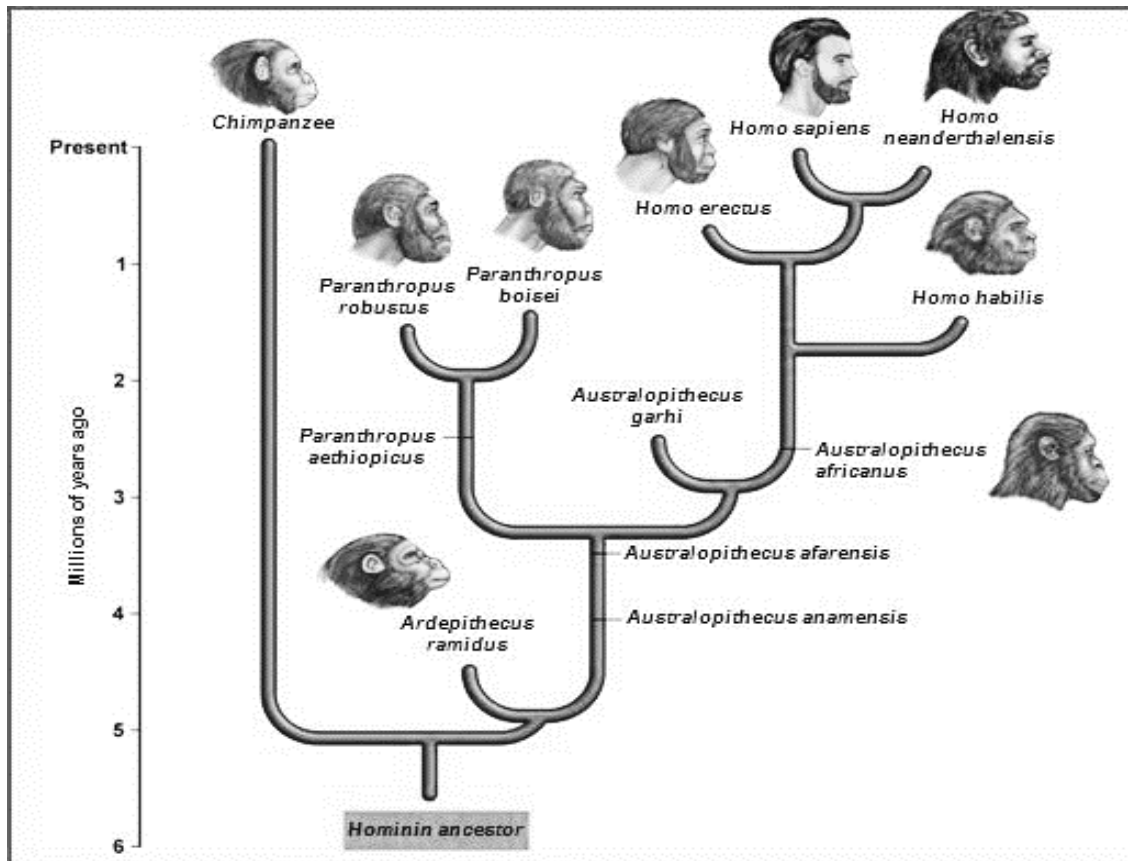 Chimpanzee
Homo sapiens
Homo
neanderthalensis
Present
Homo erectus
Paranthropus
robustus
Paranthropus
boisei
Homo habilis
1
2
Australopithecus
garhi
Paranthropus
aethiopicus
Australopithecus
africanus
3
Millions of years ago
Australopithecus afarensis
4
Ardepithecus
ramidus
Australopithecus anamensis
5
Hominin ancestor
6